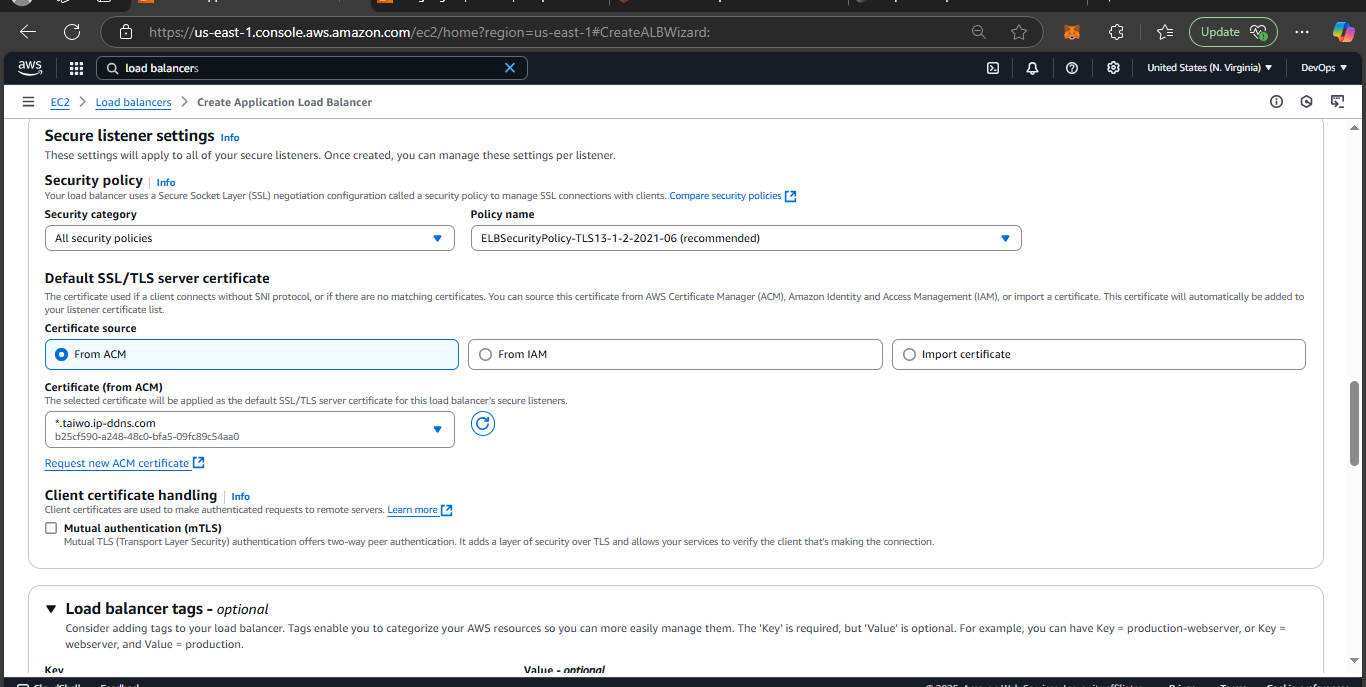 https://us-east-1.console.aws.amazon.com/ec2/home?region=us-east-1#CreateALBWizard:
Update
aws
load balancers
United States (N. Virginia)
DevOps
EC2
Load balancers
Create Application Load Balancer
Secure listener settings Info
These settings will apply to all of your secure listeners. Once created, you can manage these settings per listener.
Security policy Info
Your load balancer uses a Secure Socket Layer (SSL) negotiation configuration called a security policy to manage SSL connections with clients. Compare security policies
Security category
Policy name
All security policies
ELBSecurityPolicy-TLS13-1-2-2021-06 (recommended)
Default SSL/TLS server certificate
The certificate used if a client connects without SNI protocol, or if there are no matching certificates. You can source this certificate from AWS Certificate Manager (ACM), Amazon Identity and Access Management (IAM), or import a certificate. This certificate will automatically be added to
your listener certificate list.
Certificate source
From ACM
From IAM
Import certificate
Certificate (from ACM)
The selected certificate will be applied as the default SSL/TLS server certificate for this load balancer's secure listeners.
*.taiwo.ip-ddns.com
b25cf590-a248-48c0-bfa5-09fc89c54aa0
Request new ACM certificate
Client certificate handling Info
Client certificates are used to make authenticated requests to remote servers. Learn more
Mutual authentication (mTLS)
Mutual TLS (Transport Layer Security) authentication offers two-way peer authentication. It adds a layer of security over TLS and allows your services to verify the client that's making the connection.
Load balancer tags - optional
Consider adding tags to your load balancer. Tags enable you to categorize your AWS resources so you can more easily manage them. The 'Key' is required, but 'Value' is optional. For example, you can have Key = production-webserver, or Key =
webserver, and Value = production.
Key
Value - optional